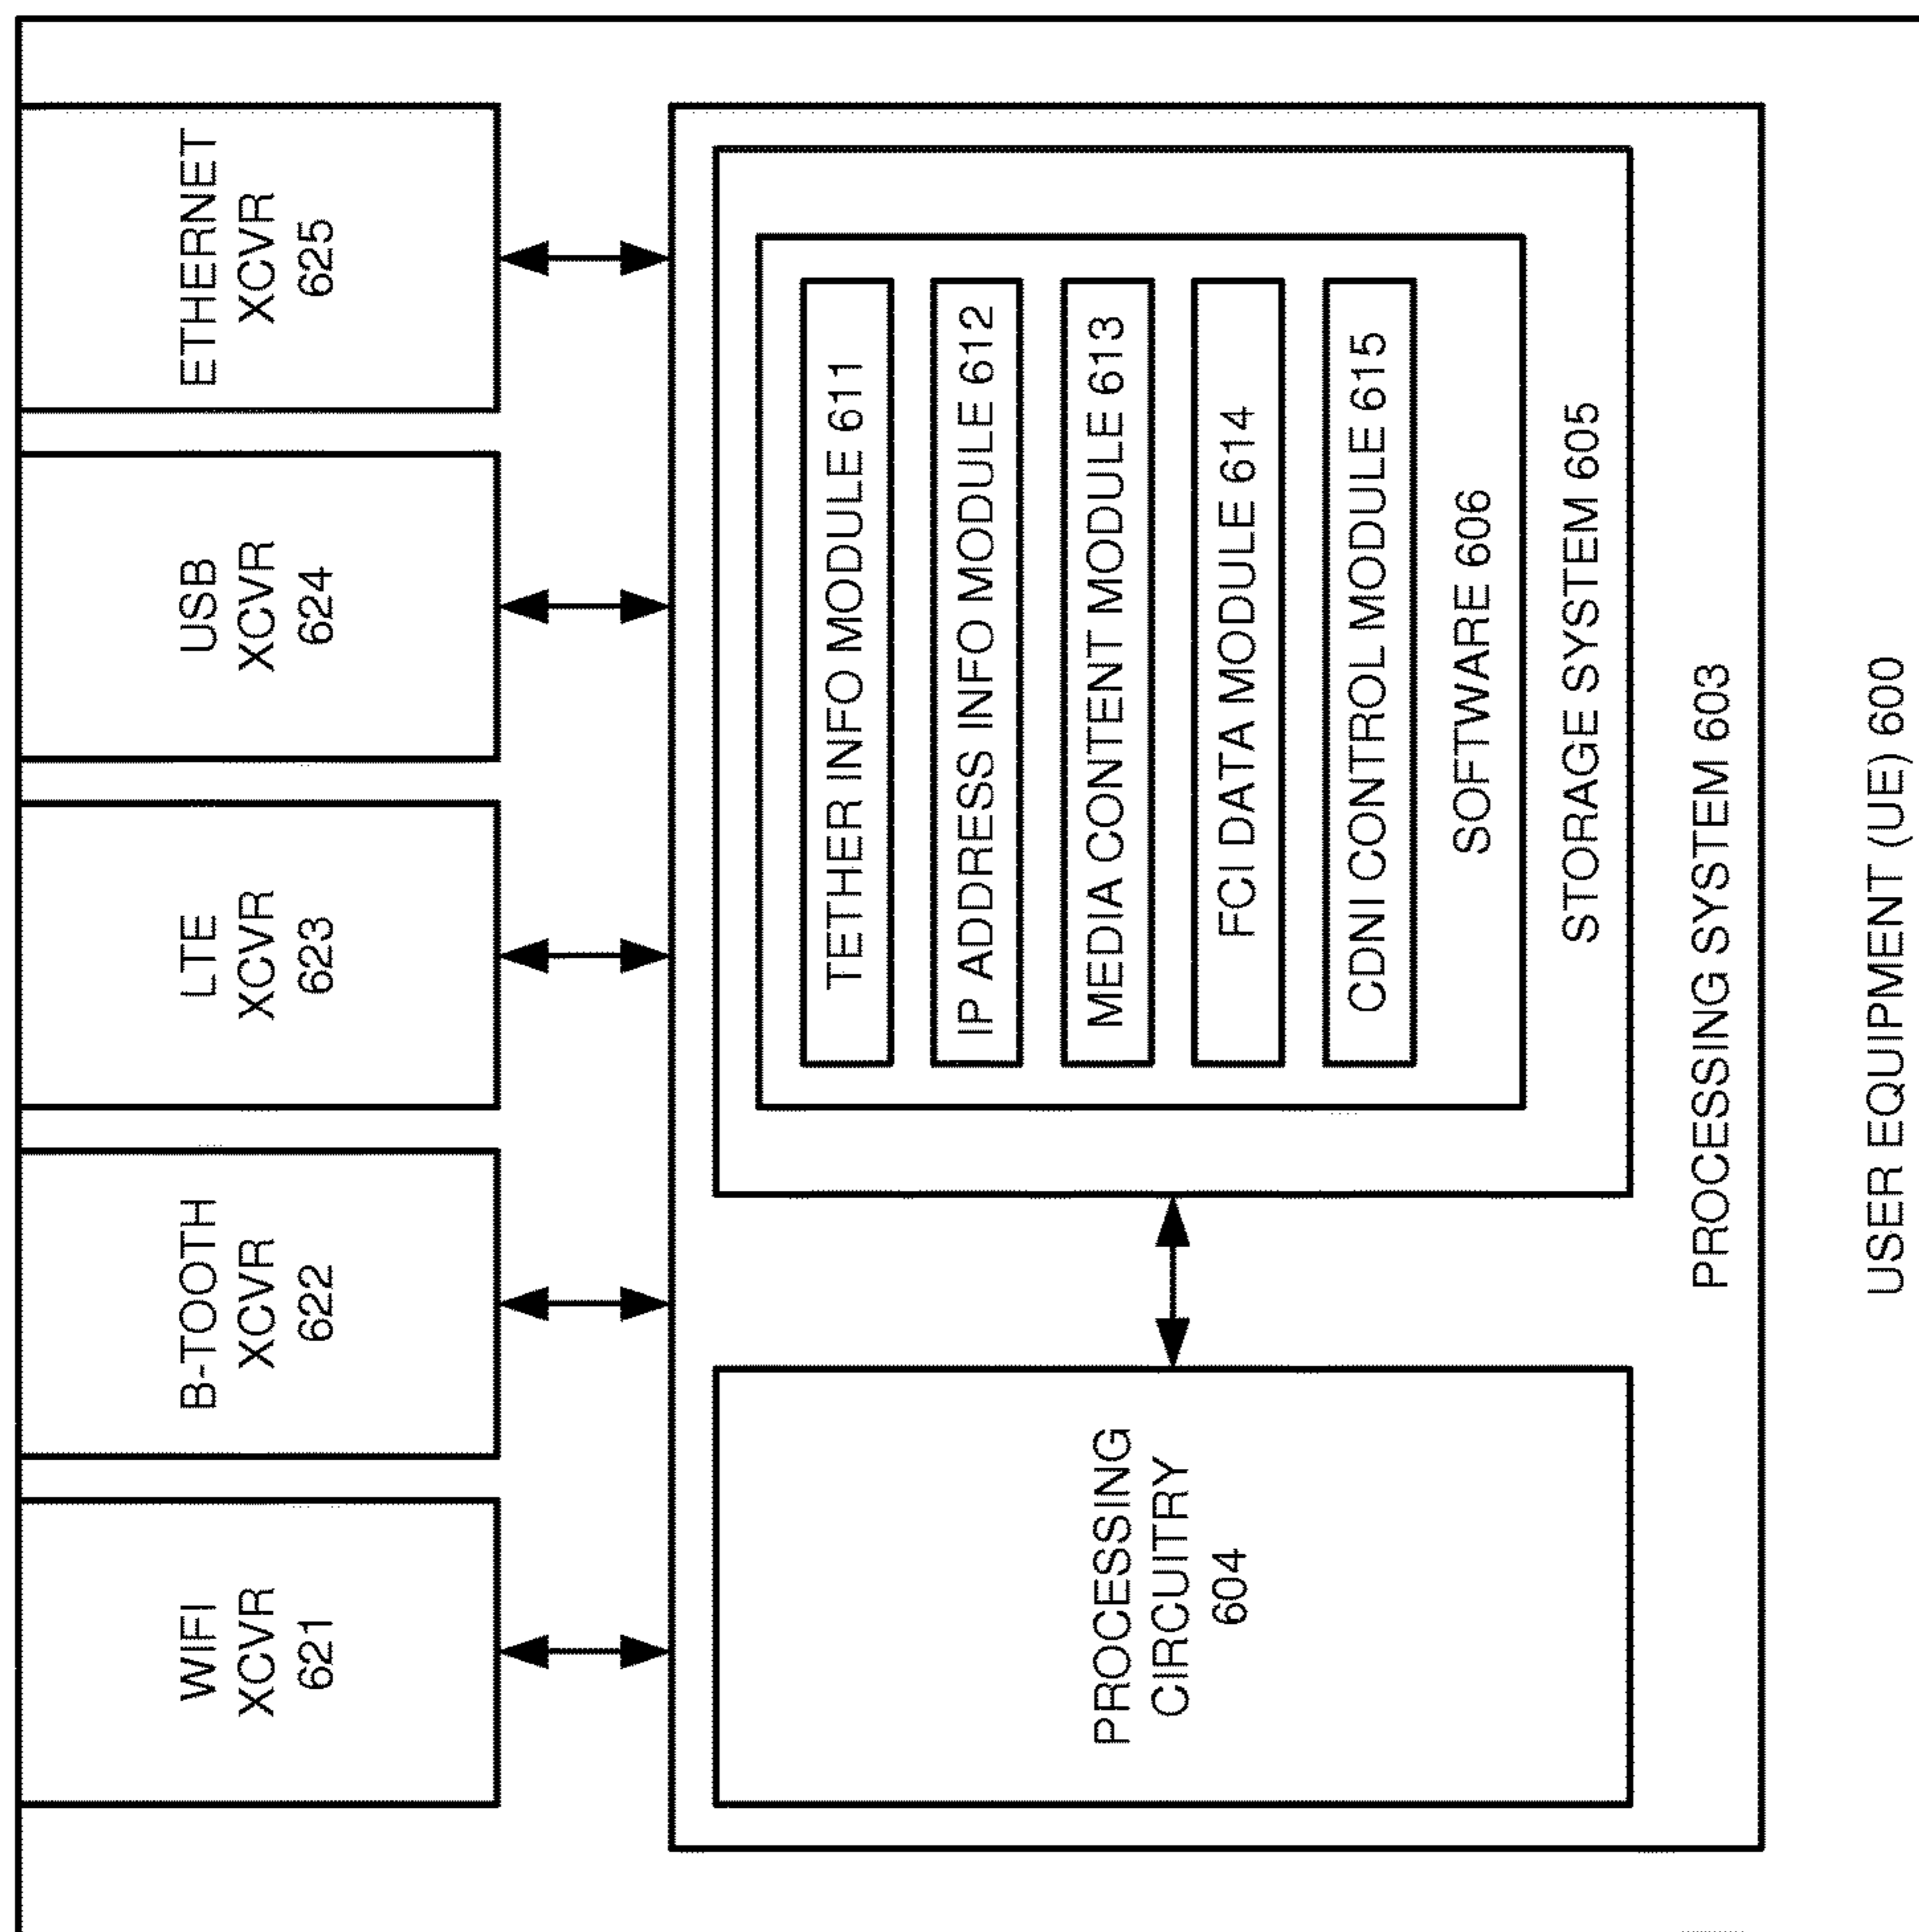 WIFI
XCVR
621
B-TOOTH
XCVR
622
LTE
XCVR
623
USB
XCVR
624
ETHERNET
XCVR
625
PROCESSING
CIRCUITRY
604
TETHER INFO MODULE 611
IP ADDRESS INFO MODULE 612
MEDIA CONTENT MODULE 613
FCI DATA MODULE 614
CDNI CONTROL MODULE 615
SOFTWARE 606
STORAGE SYSTEM 605
PROCESSING SYSTEM 603
USER EQUIPMENT (UE) 600